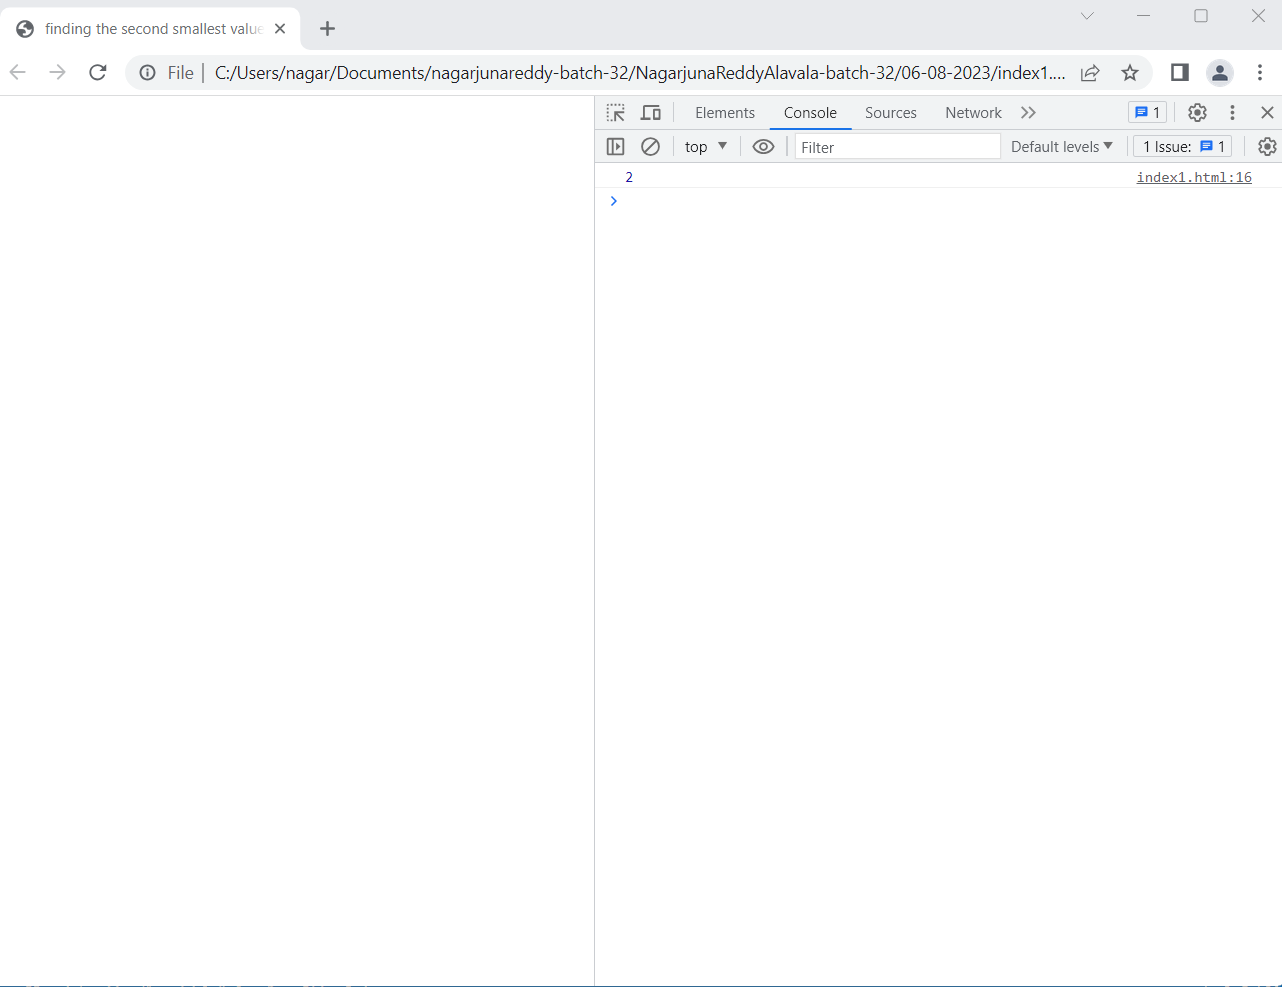 finding the second smallest value
File
C:/Users/nagar/Documents/nagarjunareddy-batch-32/NagarjunaReddyAlavala-batch-32/06-08-2023/index1....
Elements Console Sources Network 1
top Filter Default levels 1 Issue: 1
2 index1.html:16